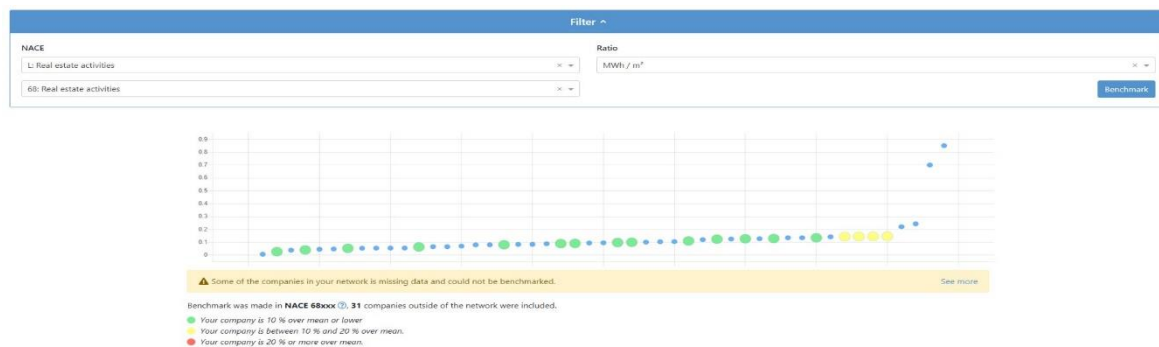 Filter ^
NACE
Ratio
L: Real estate activities × 
MWh / m² ×
68: Real estate activities ×
Benchmark
0.9
0.8
0.7
0.6
0.5
0.4
0.3
0.2
0.1
0
Some of the companies in your network is missing data and could not be benchmarked. See more
Benchmark was made in NACE 68xxx ?. 31 companies outside of the network were included.
Your company is 10 % over mean or lower
Your company is between 10 % and 20 % over mean.
Your company is 20 % or more over mean.